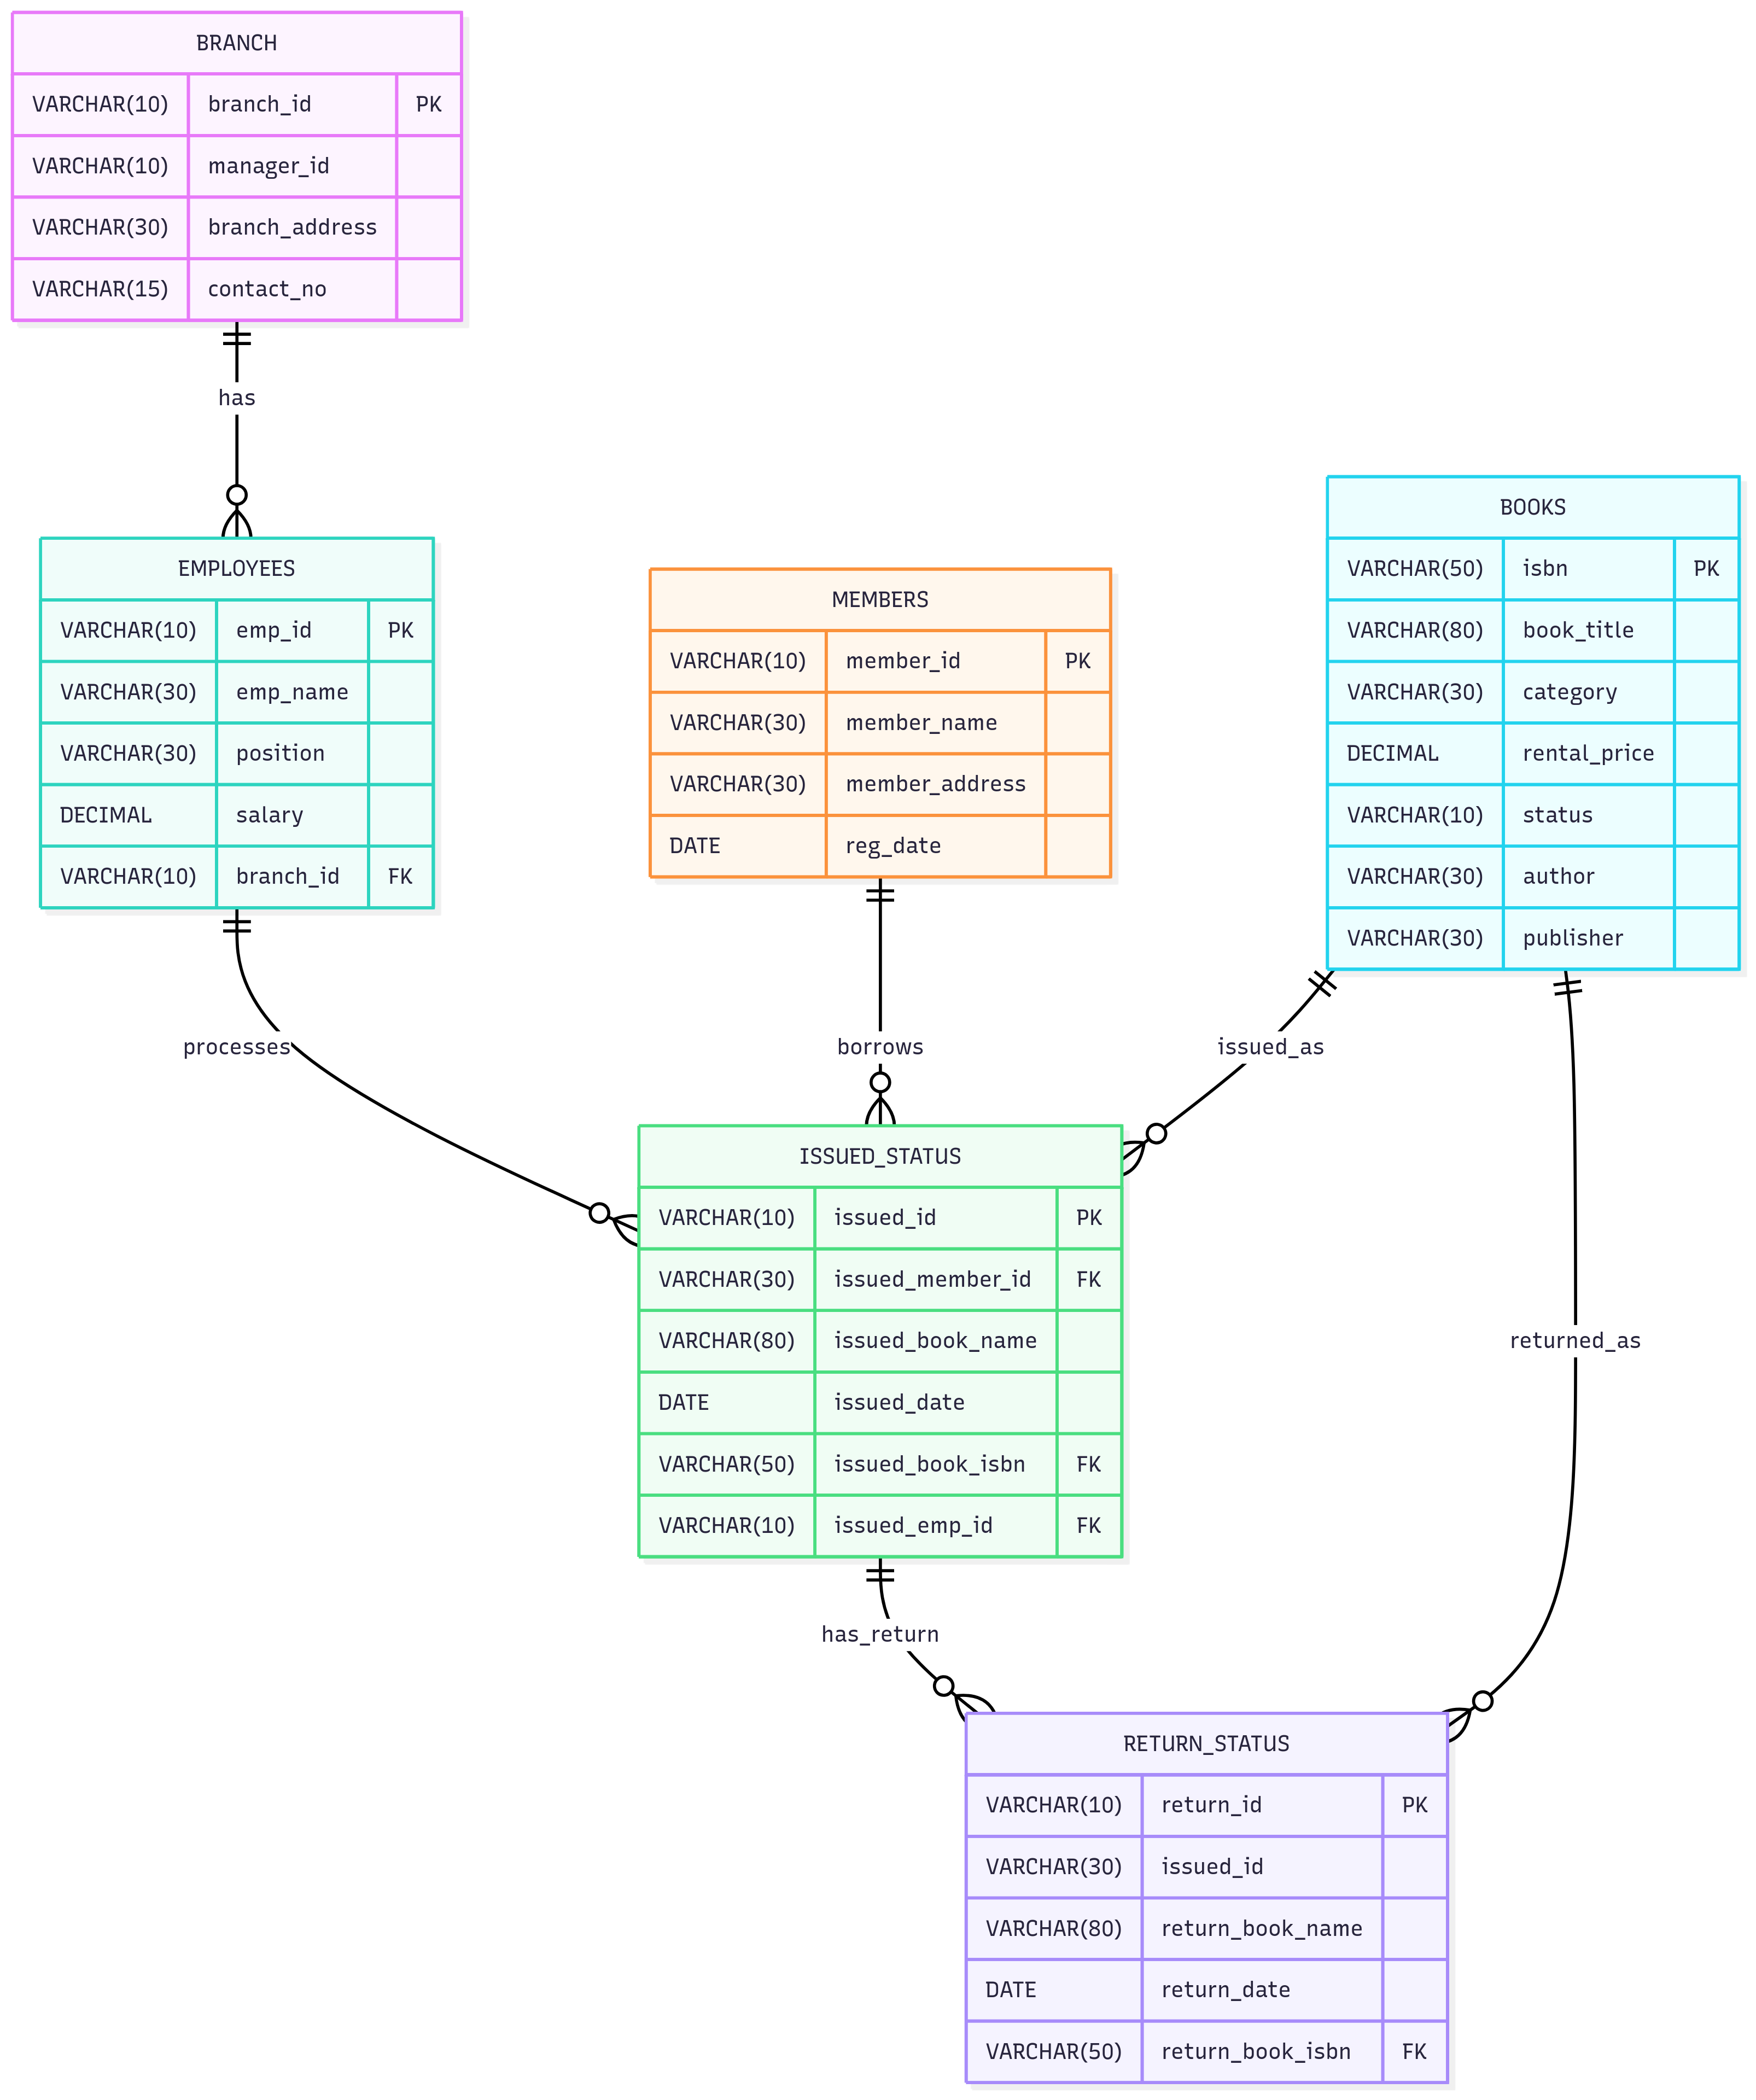 BRANCH
VARCHAR(10) branch_id PK
VARCHAR(10) manager_id
VARCHAR(30) branch_address
VARCHAR(15) contact_no
has
EMPLOYEES
VARCHAR(10) emp_id PK
VARCHAR(30) emp_name
VARCHAR(30) position
DECIMAL salary
VARCHAR(10) branch_id FK
MEMBERS
VARCHAR(10) member_id PK
VARCHAR(30) member_name
VARCHAR(30) member_address
DATE reg_date
BOOKS
VARCHAR(50) isbn PK
VARCHAR(80) book_title
VARCHAR(30) category
DECIMAL rental_price
VARCHAR(10) status
VARCHAR(30) author
VARCHAR(30) publisher
processes
borrows
issued_as
ISSUED_STATUS
VARCHAR(10) issued_id PK
VARCHAR(30) issued_member_id FK
VARCHAR(80) issued_book_name
DATE issued_date
VARCHAR(50) issued_book_isbn FK
VARCHAR(10) issued_emp_id FK
returned_as
has_return
RETURN_STATUS
VARCHAR(10) return_id PK
VARCHAR(30) issued_id
VARCHAR(80) return_book_name
DATE return_date
VARCHAR(50) return_book_isbn FK